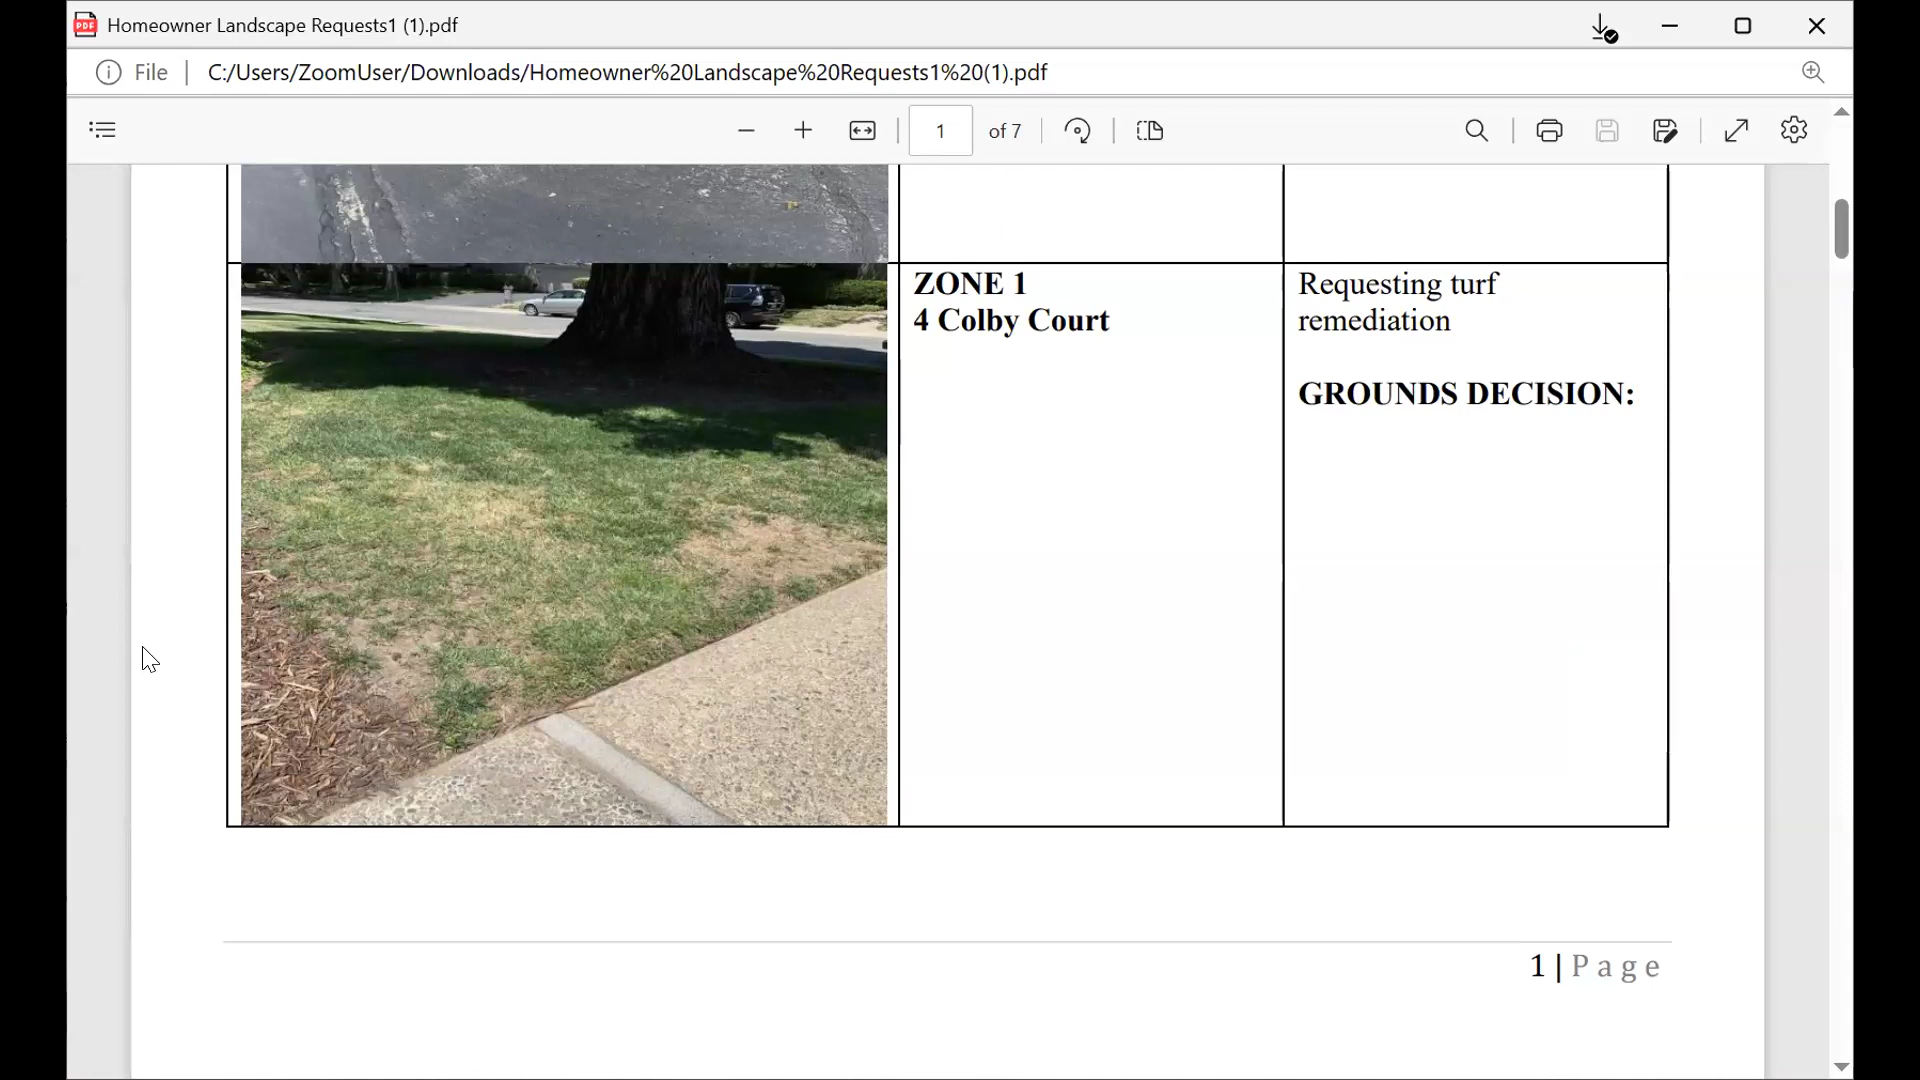 Homeowner Landscape Requests1 (1).pdf
File | C:/Users/ZoomUser/Downloads/Homeowner%20Landscape%20Requests1%20(1).pdf
1 of 7
ZONE 1
4 Colby Court
Requesting turf
remediation
GROUNDS DECISION:
1 | Page